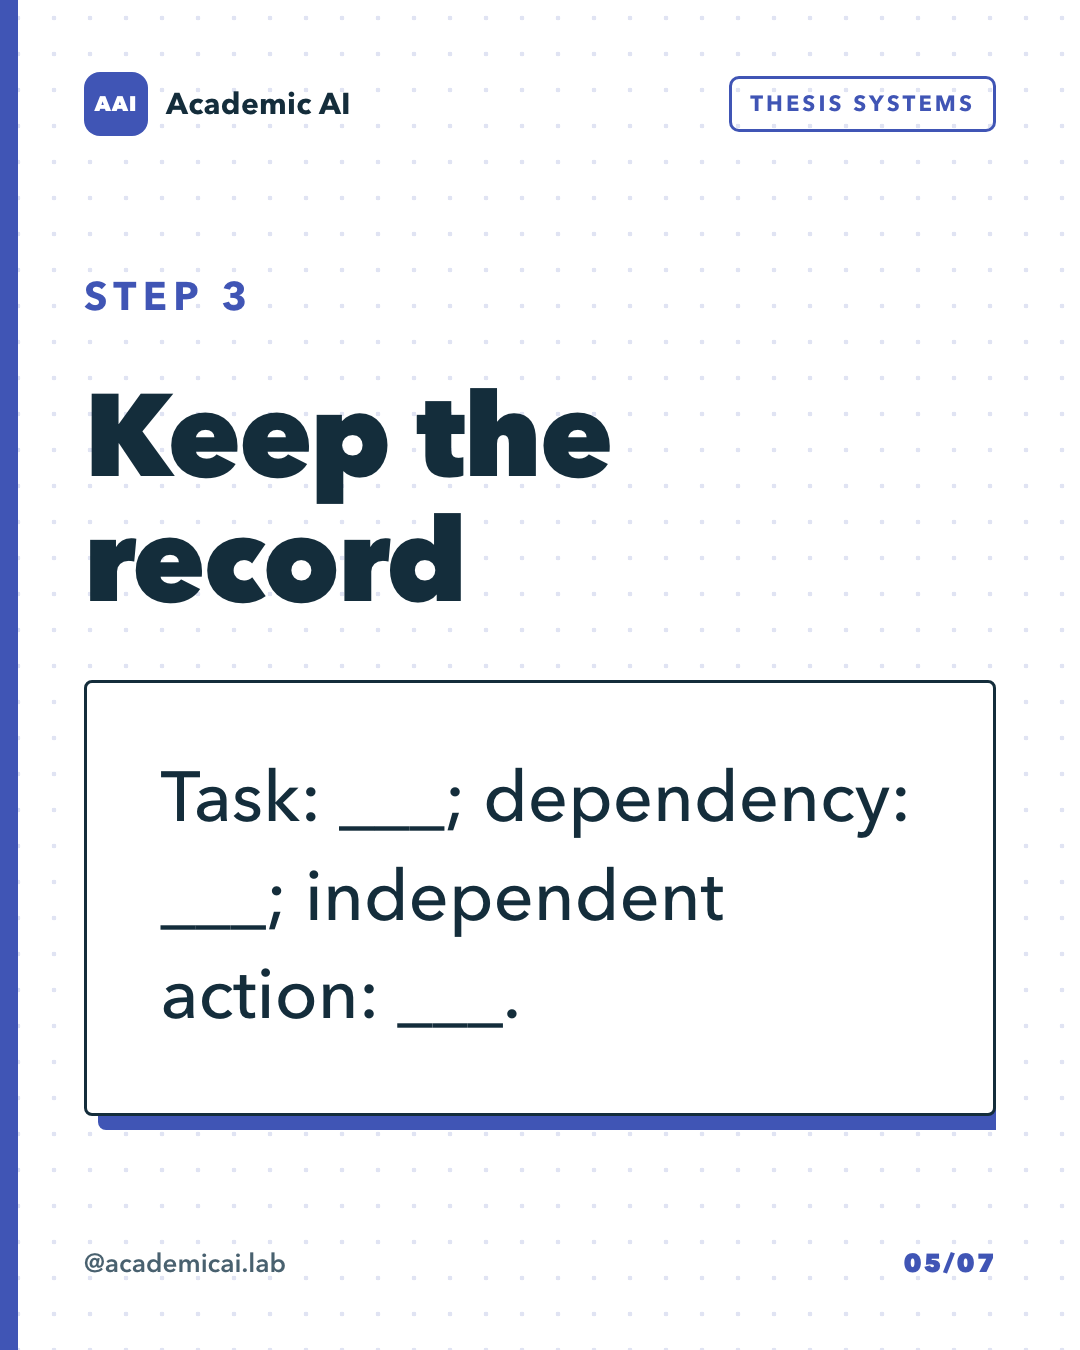 AAI
Academic AI
THESIS SYSTEMS
STEP 3
Keep the
record
Task: ___; dependency:
___; independent
action: ___.
@academicai.lab
05/07